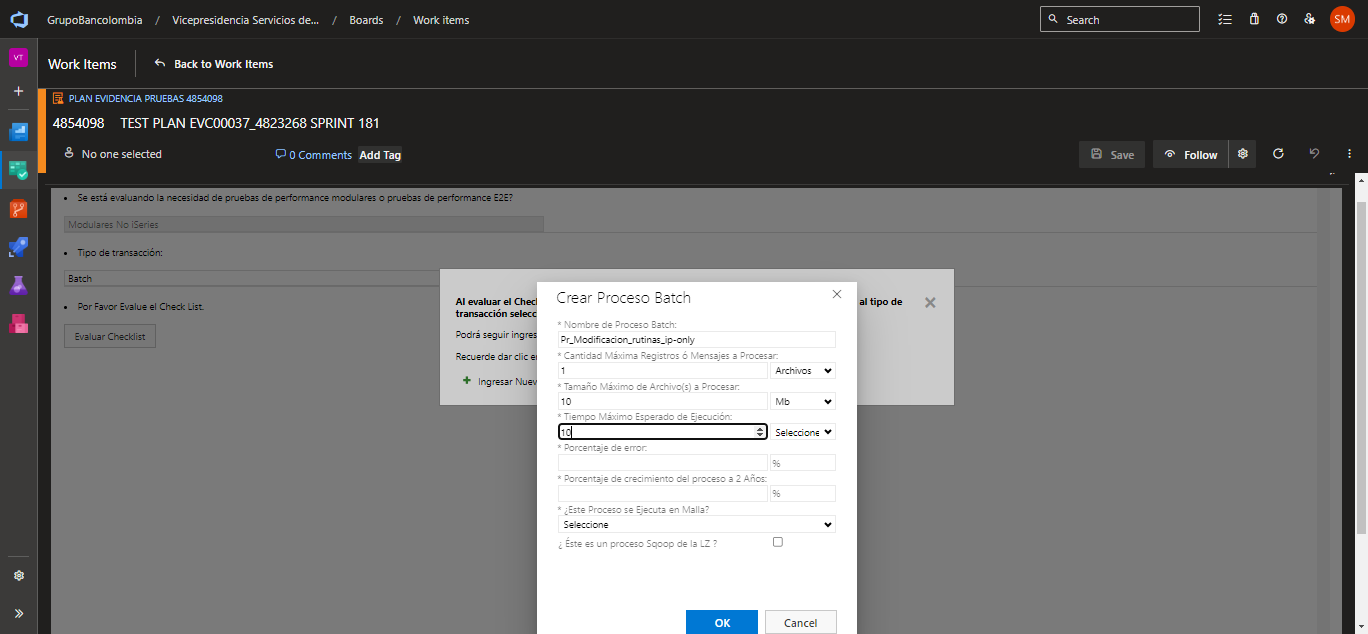 GrupoBancolombia / Vicepresidencia Servicios de... / Boards / Work items
Search
SM
VT
Work Items
Back to Work Items
PLAN EVIDENCIA PRUEBAS 4854098
4854098 TEST PLAN EVC00037_4823268 SPRINT 181
No one selected
0 Comments
Add Tag
Save
Follow
• Se está evaluando la necesidad de pruebas de performance modulares o pruebas de performance E2E?
Modulares No ISeries
• Tipo de transacción:
Batch
• Por Favor Evalue el Check List.
Evaluar Checklist
Al evaluar el Chec
al tipo de
transacción selecc
Podrá seguir ingres
Recuerde dar clic e
+ Ingresar Nuev
Crear Proceso Batch
* Nombre de Proceso Batch:
Pr_Modificacion_rutinas_ip-only
* Cantidad Máxima Registros ó Mensajes a Procesar:
1 Archivos
* Tamaño Máximo de Archivo(s) a Procesar:
10 Mb
* Tiempo Máximo Esperado de Ejecución:
10 Seleccione
* Porcentaje de error:
%
* Porcentaje de crecimiento del proceso a 2 Años:
%
* ¿Este Proceso se Ejecuta en Malla?
Seleccione
¿ Éste es un proceso Sqoop de la LZ ?
OK
Cancel